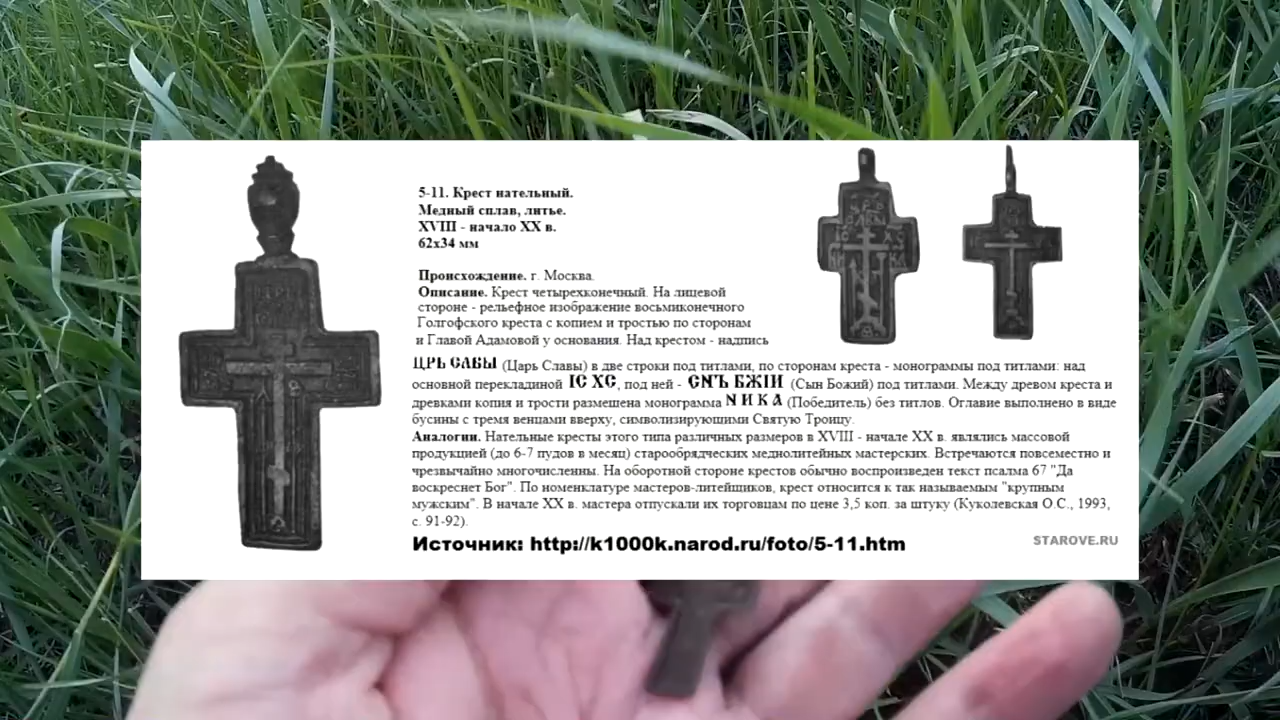 5-11. Крест нательный.
Медный сплав, литье.
XVIII - начало XX в.
62х34 мм
Происхождение. г. Москва.
Описание. Крест четырехконечный. На лицевой
стороне - рельефное изображение восьмиконечного
Голгофского креста с копием и тростью по сторонам
и Главой Адамовой у основания. Над крестом - надпись
ЦРЬ СЛВЫ (Царь Славы) в две строки под титлами, по сторонам креста - монограммы под титлами: над
основной перекладиной IС ХС, под ней - СNЪ БЖIИ (Сын Божий) под титлами. Между древом креста и
древками копия и трости размещена монограмма N И К А (Победитель) без титлов. Оглавие выполнено в виде
бусины с тремя венцами вверху, символизирующими Святую Троицу.
Аналогии. Нательные кресты этого типа различных размеров в XVIII - начале XX в. являлись массовой
продукцией (до 6-7 пудов в месяц) старообрядческих меднолитейных мастерских. Встречаются повсеместно и
чрезвычайно многочисленны. На оборотной стороне крестов обычно воспроизведен текст псалма 67 "Да
воскреснет Бог". По номенклатуре мастеров-литейщиков, крест относится к так называемым "крупным
мужским". В начале XX в. мастера отпускали их торговцам по цене 3,5 коп. за штуку (Куколевская О.С., 1993,
с. 91-92).
Источник: http://k1000k.narod.ru/foto/5-11.htm
STAROVE.RU